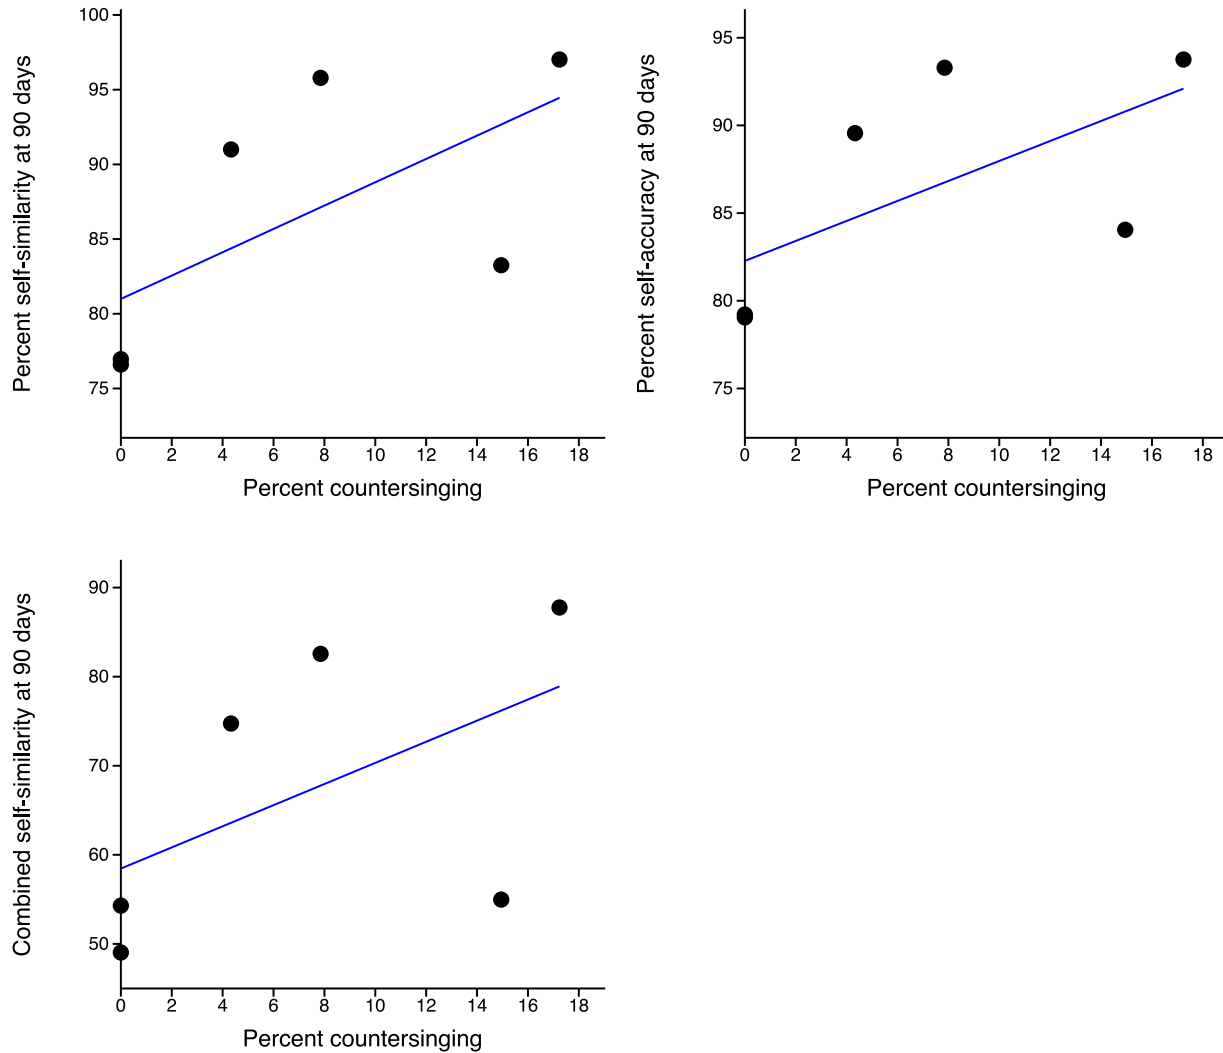 Percent self-similarity at 90 days
100
95
90
85
80
75
0 2 4 6 8 10 12 14 16 18
Percent countersinging
Percent self-accuracy at 90 days
95
90
85
80
75
0 2 4 6 8 10 12 14 16 18
Percent countersinging
Combined self-similarity at 90 days
90
80
70
60
50
0 2 4 6 8 10 12 14 16 18
Percent countersinging